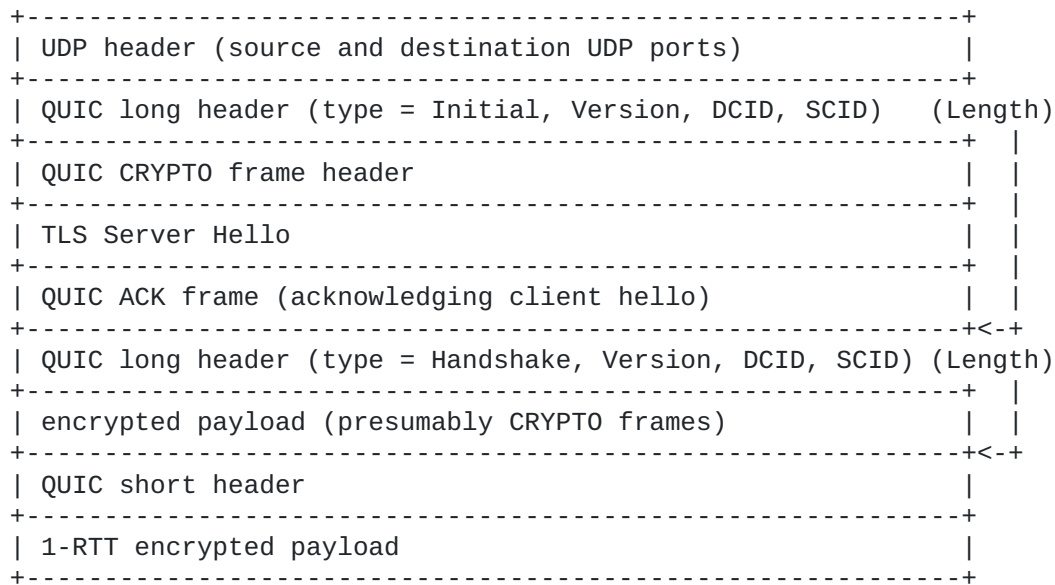 +------------------------------------------------------------+
| UDP header (source and destination UDP ports)              |
+------------------------------------------------------------+
| QUIC long header (type = Initial, Version, DCID, SCID)   (Length)
+------------------------------------------------------------+  |
| QUIC CRYPTO frame header                                   |  |
+------------------------------------------------------------+  |
| TLS Server Hello                                           |  |
+------------------------------------------------------------+  |
| QUIC ACK frame (acknowledging client hello)                |  |
+------------------------------------------------------------+<-+
| QUIC long header (type = Handshake, Version, DCID, SCID) (Length)
+------------------------------------------------------------+  |
| encrypted payload (presumably CRYPTO frames)               |  |
+------------------------------------------------------------+<-+
| QUIC short header                                          |
+------------------------------------------------------------+
| 1-RTT encrypted payload                                    |
+------------------------------------------------------------+